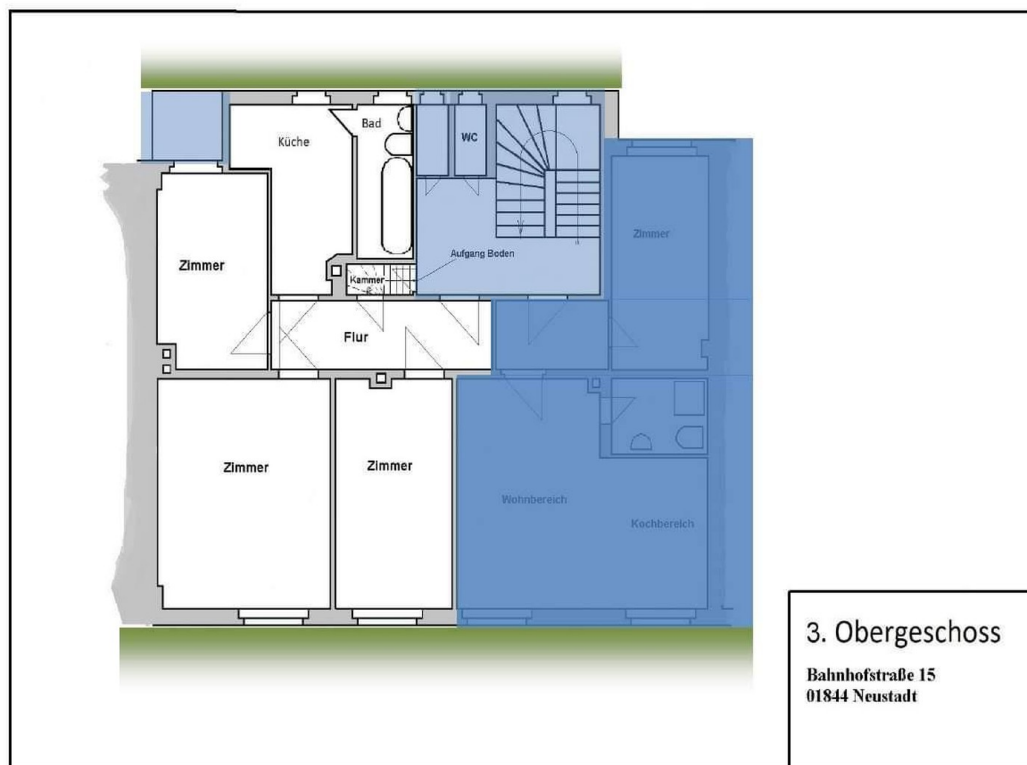 Bad
Küche
WC
Zimmer
Aufgang Boden
Zimmer
Kammer
Flur
Zimmer
Zimmer
Wohnbereich
Kochbereich
3. Obergeschoss
Bahnhofstraße 15
01844 Neustadt